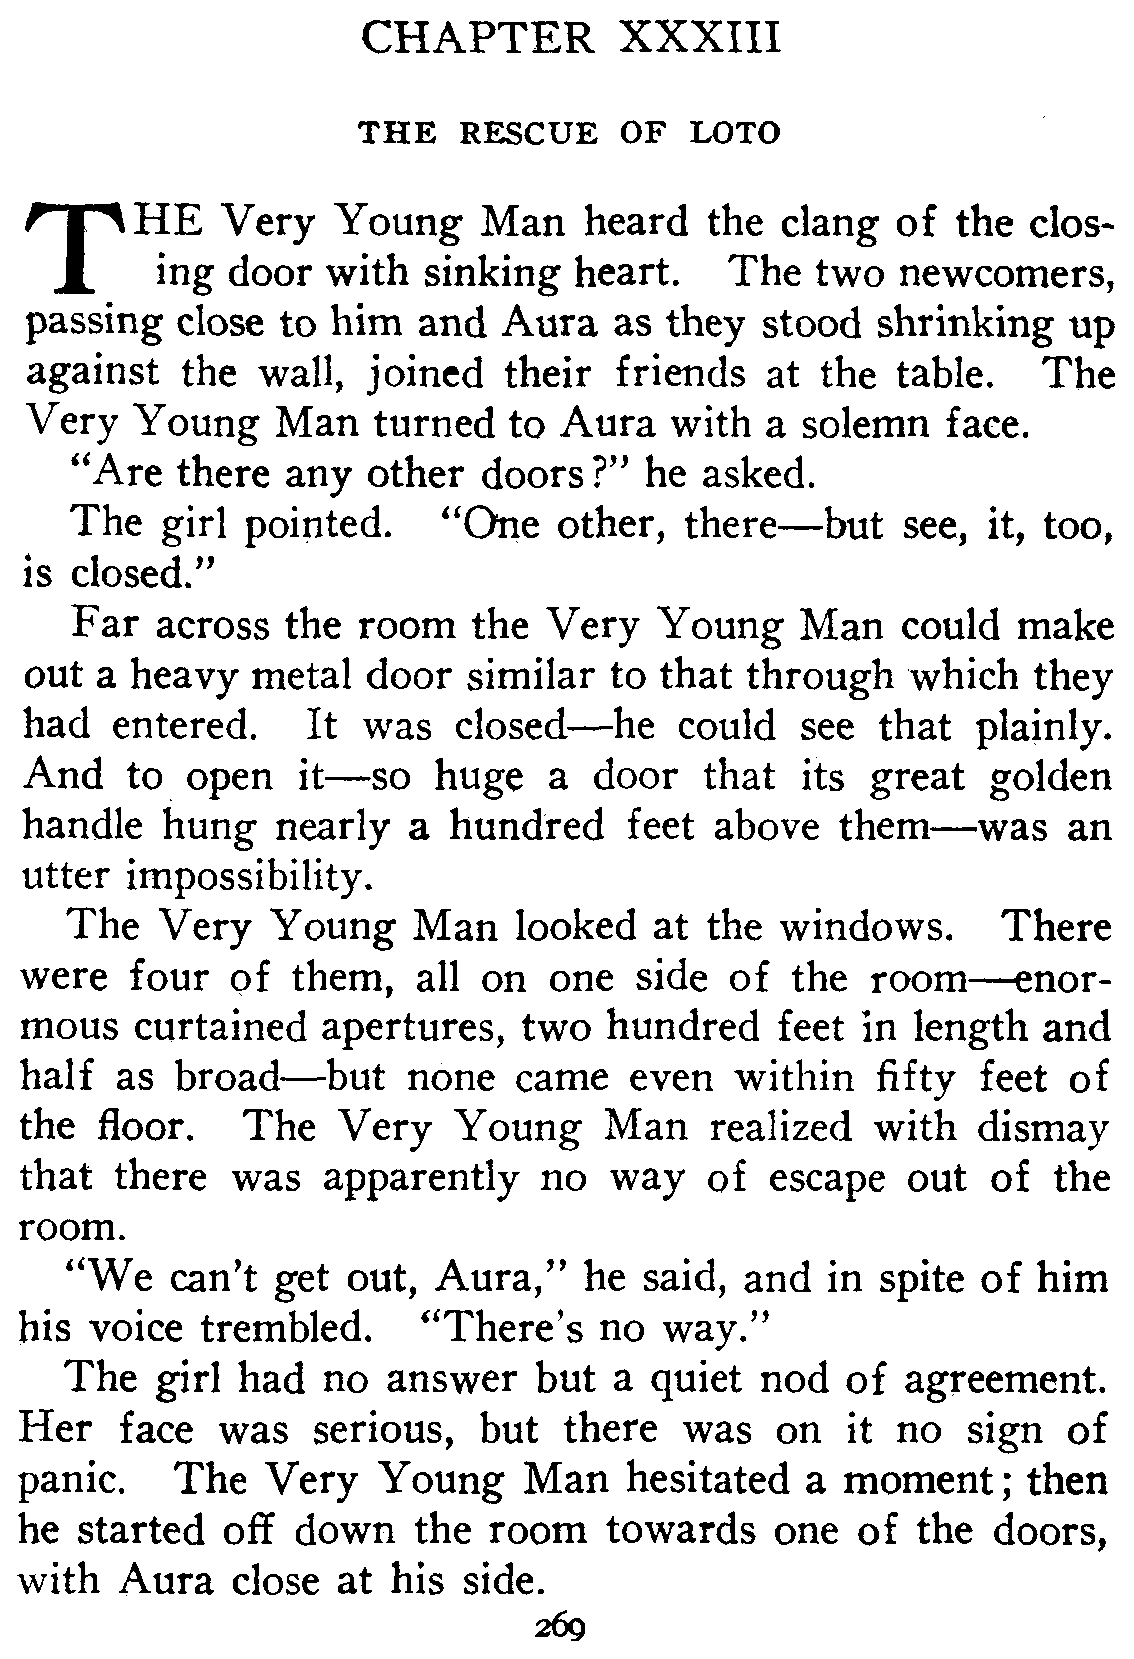 CHAPTER XXXIII
THE RESCUE OF LOTO
THE Very Young Man heard the clang of the clos-
ing door with sinking heart. The two newcomers,
passing close to him and Aura as they stood shrinking up
against the wall, joined their friends at the table. The
Very Young Man turned to Aura with a solemn face.
"Are there any other doors?" he asked.
The girl pointed. "One other, there—but see, it, too,
is closed."
Far across the room the Very Young Man could make
out a heavy metal door similar to that through which they
had entered. It was closed—he could see that plainly.
And to open it—so huge a door that its great golden
handle hung nearly a hundred feet above them—was an
utter impossibility.
The Very Young Man looked at the windows. There
were four of them, all on one side of the room—enor-
mous curtained apertures, two hundred feet in length and
half as broad—but none came even within fifty feet of
the floor. The Very Young Man realized with dismay
that there was apparently no way of escape out of the
room.
"We can't get out, Aura," he said, and in spite of him
his voice trembled. "There's no way."
The girl had no answer but a quiet nod of agreement.
Her face was serious, but there was on it no sign of
panic. The Very Young Man hesitated a moment; then
he started off down the room towards one of the doors,
with Aura close at his side.
269